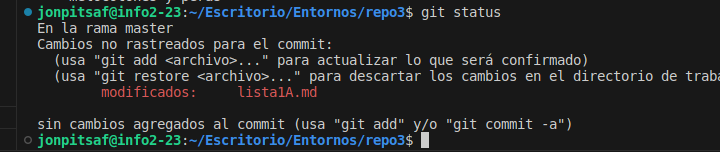 jonpitsaf@info2-23:~/Escritorio/Entornos/repo3$ git status
En la rama master
Cambios no rastreados para el commit:
  (usa "git add <archivo>..." para actualizar lo que será confirmado)
  (usa "git restore <archivo>..." para descartar los cambios en el directorio de traba
        modificados:     lista1A.md

sin cambios agregados al commit (usa "git add" y/o "git commit -a")
jonpitsaf@info2-23:~/Escritorio/Entornos/repo3$